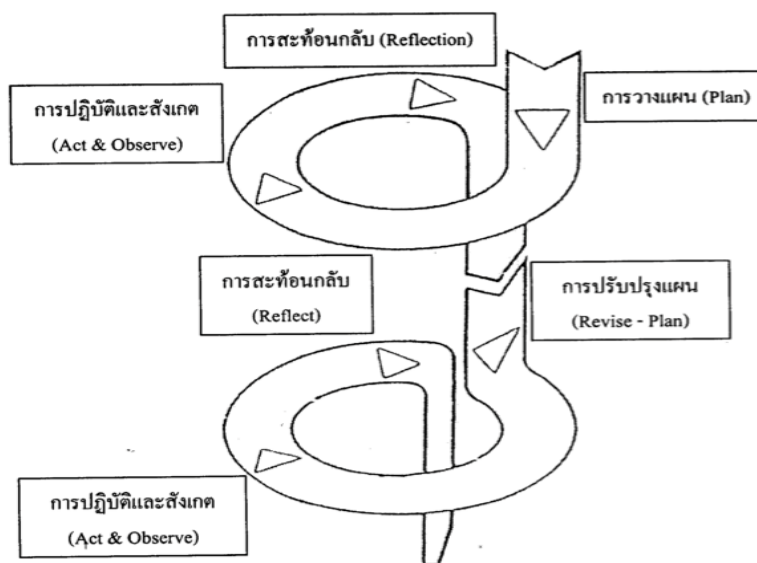 การสะท้อนกลับ (Reflection)
การวางแผน (Plan)
การปฏิบัติและสังเกต
(Act & Observe)
การสะท้อนกลับ
(Reflect)
การปรับปรุงแผน
(Revise - Plan)
การปฏิบัติและสังเกต
(Act & Observe)